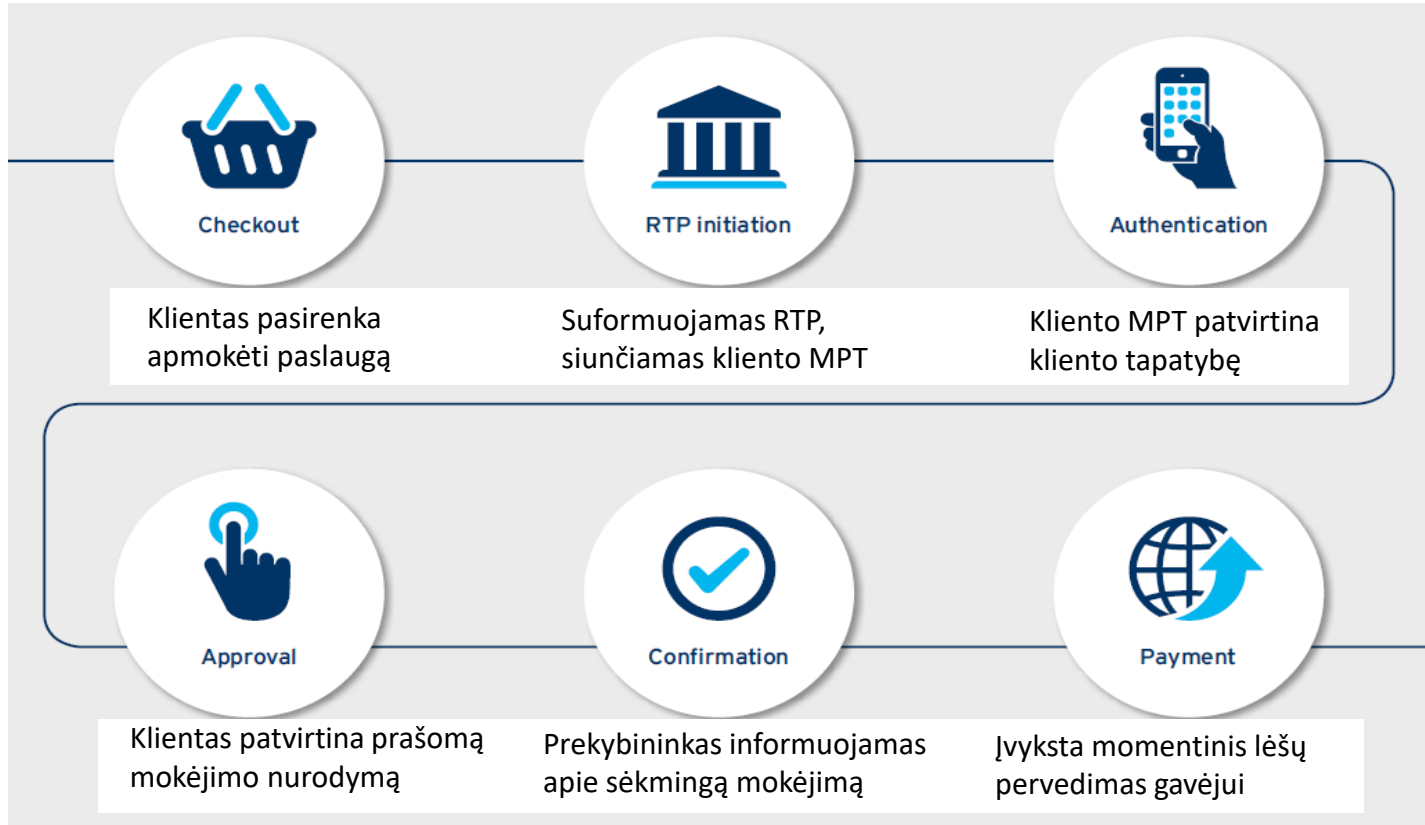 Checkout
RTP initiation
Authentication
Klientas pasirenka
apmokėti paslaugą
Suformuojamas RTP,
siunčiamas kliento MPT
Kliento MPT patvirtina
kliento tapatybę
Approval
Confirmation
Payment
Klientas patvirtina prašomą
mokėjimo nurodymą
Prekybininkas informuojamas
apie sėkmingą mokėjimą
Įvyksta momentinis lėšų
pervedimas gavėjui